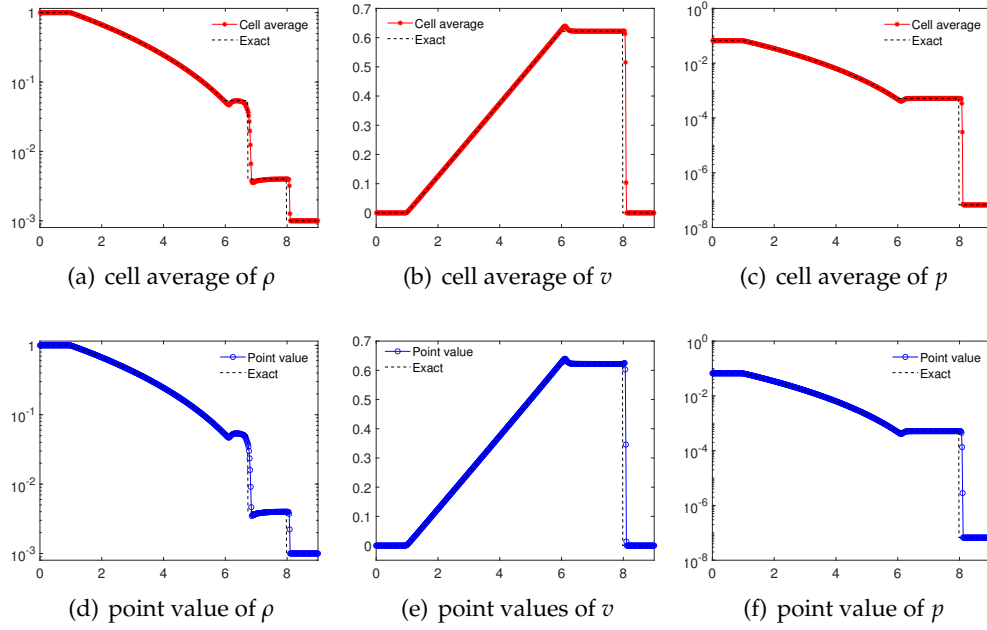 1
10^-1
10^-2
10^-3
0 2 4 6 8
Cell average
Exact
0.7
0.6
0.5
0.4
0.3
0.2
0.1
0
0 2 4 6 8
Cell average
Exact
10^0
10^-2
10^-4
10^-6
10^-8
0 2 4 6 8
Cell average
Exact
(a) cell average of ρ
(b) cell average of v
(c) cell average of p
1
10^-1
10^-2
10^-3
0 2 4 6 8
Point value
Exact
0.7
0.6
0.5
0.4
0.3
0.2
0.1
0
0 2 4 6 8
Point value
Exact
10^0
10^-2
10^-4
10^-6
10^-8
0 2 4 6 8
Point value
Exact
(d) point value of ρ
(e) point values of v
(f) point value of p